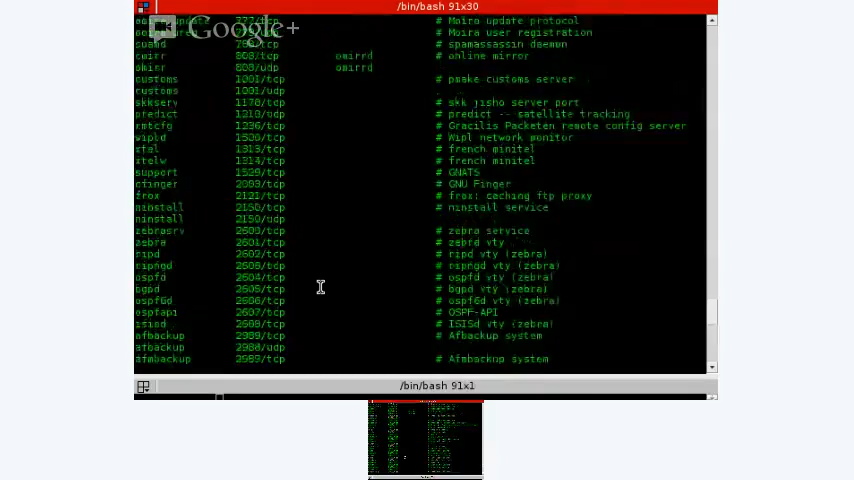 /bin/bash 91x30
777/tcp # Moira update protocol
# Moira user registration
Google+
# spamassassin daemon
808/tcp omirrd # online mirror
808/udp omirrd
customs 1001/tcp # pmake customs server
customs 1001/udp
skkserv 1178/tcp # skk jisho server port
predict 1210/udp # predict -- satellite tracking
rmtcfg 1236/tcp # Gracilis Packeten remote config server
wipld 1300/tcp # Wipl network monitor
xtel 1313/tcp # french minitel
xtelw 1314/tcp # french minitel
support 1529/tcp # GNATS
cfinger 2003/tcp # GNU Finger
frox 2121/tcp # frox: caching ftp proxy
ninstall 2150/tcp # ninstall service
ninstall 2150/udp
zebrasrv 2600/tcp # zebra service
zebra 2601/tcp # zebra vty
ripd 2602/tcp # ripd vty (zebra)
ripngd 2603/tcp # ripngd vty (zebra)
ospfd 2604/tcp # ospfd vty (zebra)
bgpd 2605/tcp # bgpd vty (zebra)
ospf6d 2606/tcp # ospf6d vty (zebra)
ospfapi 2607/tcp # OSPF-API
isisd 2608/tcp # ISISd vty (zebra)
afbackup 2988/tcp # Afbackup system
afbackup 2988/udp
afmbackup 2989/tcp # Afmbackup system
/bin/bash 91x1